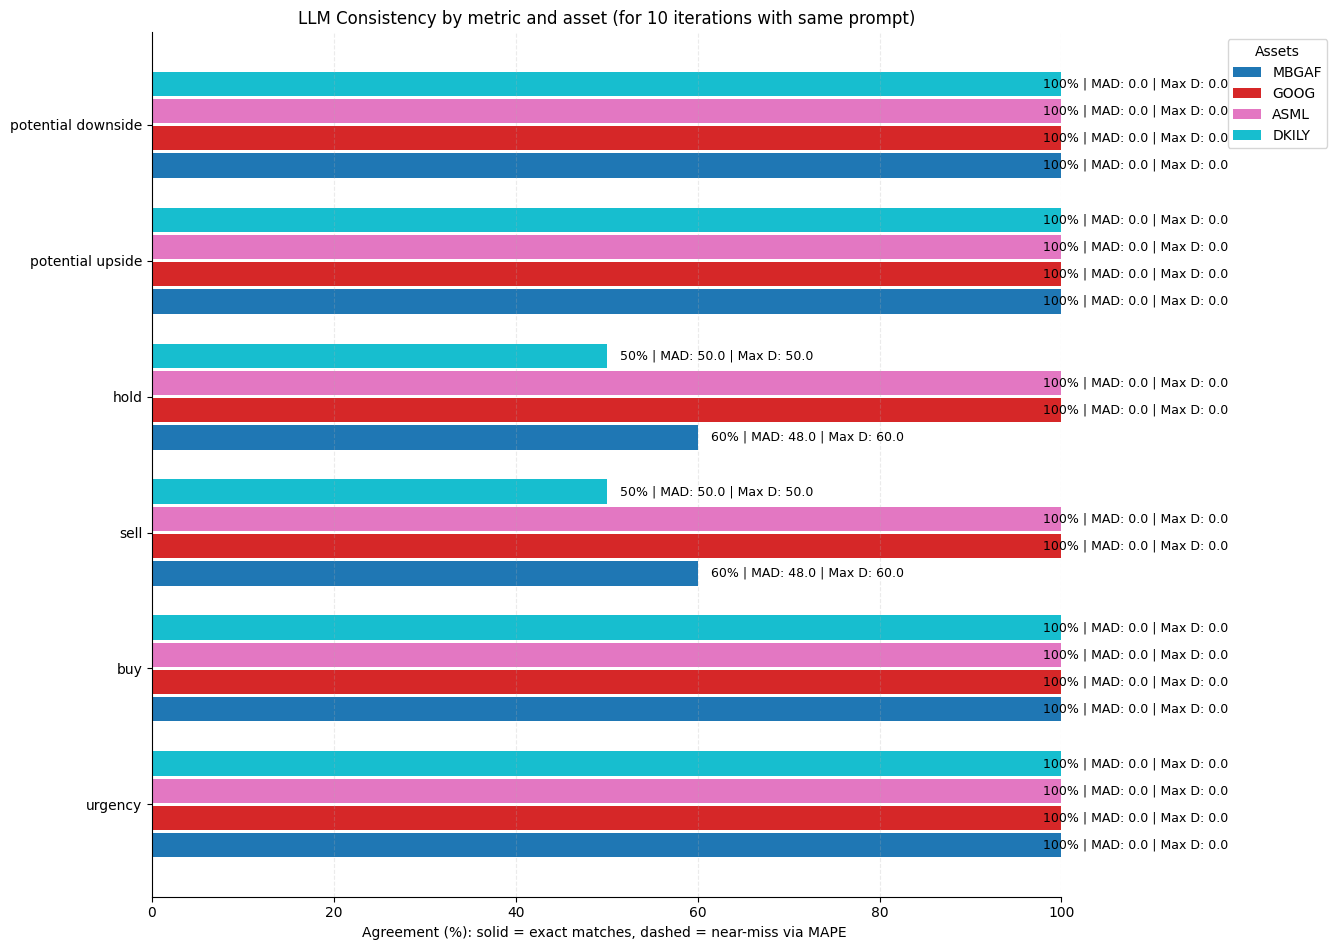 LLM Consistency by metric and asset (for 10 iterations with same prompt)
Assets
MBGAF
GOOG
ASML
DKILY
potential downside
100% | MAD: 0.0 | Max D: 0.0
100% | MAD: 0.0 | Max D: 0.0
100% | MAD: 0.0 | Max D: 0.0
100% | MAD: 0.0 | Max D: 0.0
potential upside
100% | MAD: 0.0 | Max D: 0.0
100% | MAD: 0.0 | Max D: 0.0
100% | MAD: 0.0 | Max D: 0.0
100% | MAD: 0.0 | Max D: 0.0
hold
50% | MAD: 50.0 | Max D: 50.0
100% | MAD: 0.0 | Max D: 0.0
100% | MAD: 0.0 | Max D: 0.0
60% | MAD: 48.0 | Max D: 60.0
sell
50% | MAD: 50.0 | Max D: 50.0
100% | MAD: 0.0 | Max D: 0.0
100% | MAD: 0.0 | Max D: 0.0
60% | MAD: 48.0 | Max D: 60.0
buy
100% | MAD: 0.0 | Max D: 0.0
100% | MAD: 0.0 | Max D: 0.0
100% | MAD: 0.0 | Max D: 0.0
100% | MAD: 0.0 | Max D: 0.0
urgency
100% | MAD: 0.0 | Max D: 0.0
100% | MAD: 0.0 | Max D: 0.0
100% | MAD: 0.0 | Max D: 0.0
100% | MAD: 0.0 | Max D: 0.0
0 20 40 60 80 100
Agreement (%): solid = exact matches, dashed = near-miss via MAPE